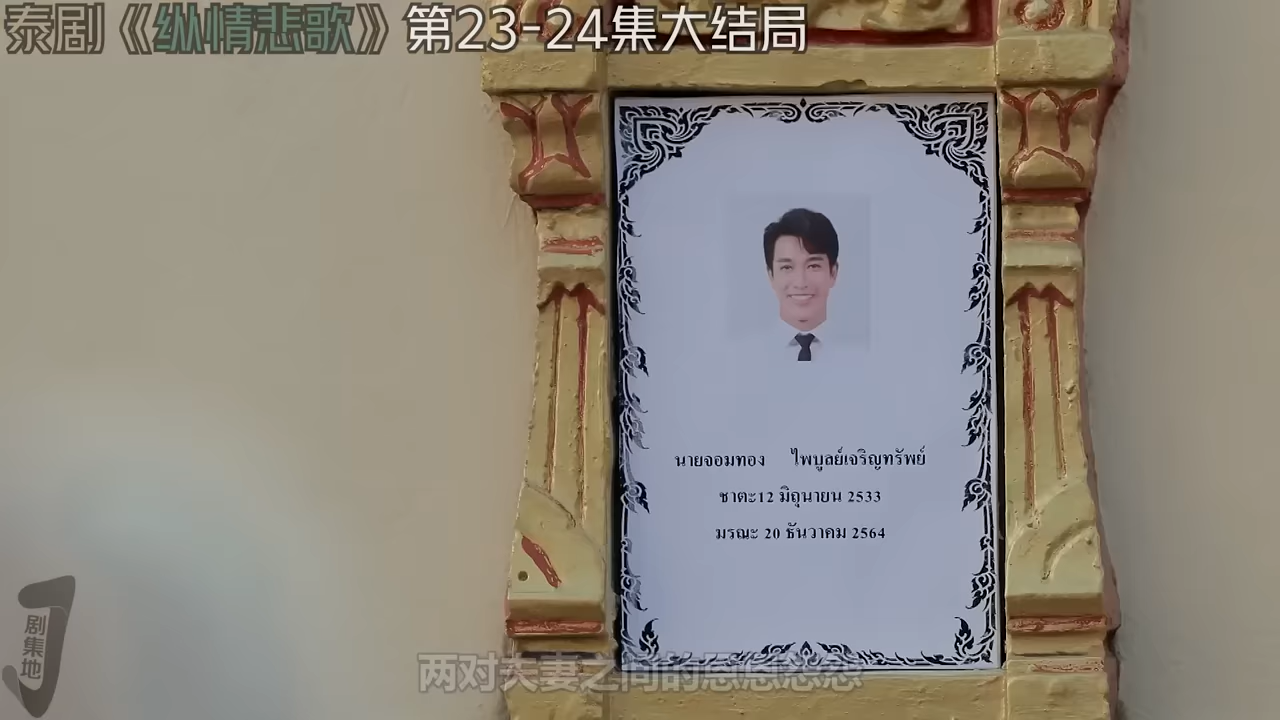 泰剧《纵情悲歌》第23-24集大结局
นายจอมทอง ไพบูลย์เจริญทรัพย์
ชาตะ12 มิถุนายน 2533
มรณะ 20 ธันวาคม 2564
剧集地
两对夫妻之间的恩恩怨怨